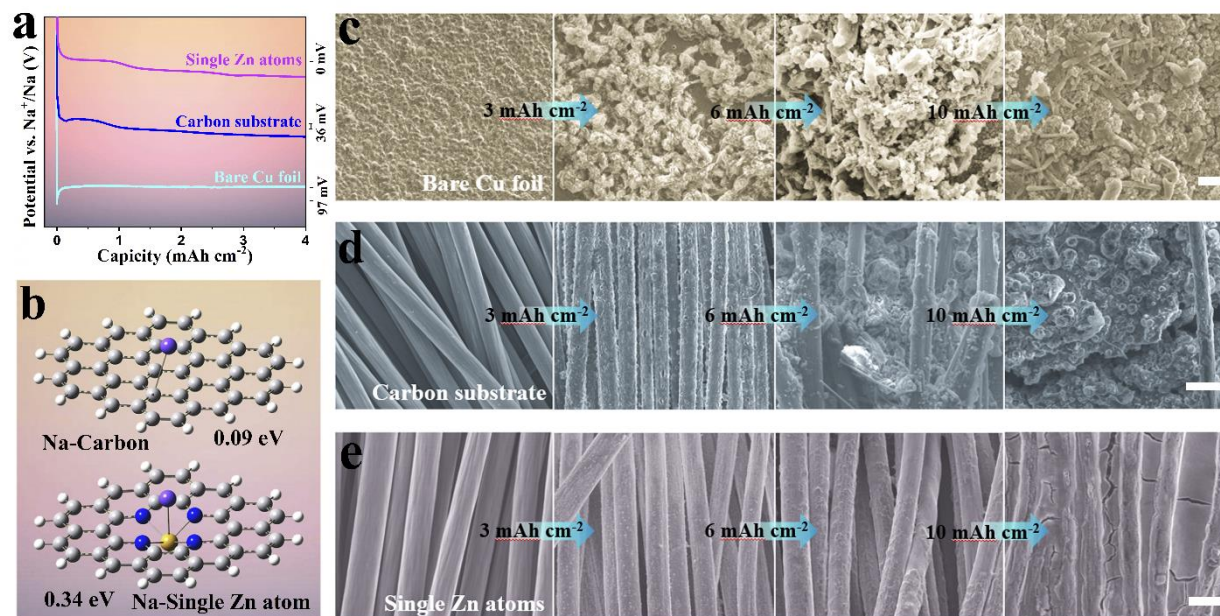 a
Potential vs. Na⁺/Na (V)
Single Zn atoms
Carbon substrate
Bare Cu foil
0 mV
36 mV
97 mV
0 1 2 3 4
Capicity (mAh cm⁻²)
b
Na-Carbon 0.09 eV
0.34 eV Na-Single Zn atom
c
3 mAh cm⁻² 6 mAh cm⁻² 10 mAh cm⁻²
Bare Cu foil
d
3 mAh cm⁻² 6 mAh cm⁻² 10 mAh cm⁻²
Carbon substrate
e
3 mAh cm⁻² 6 mAh cm⁻² 10 mAh cm⁻²
Single Zn atoms